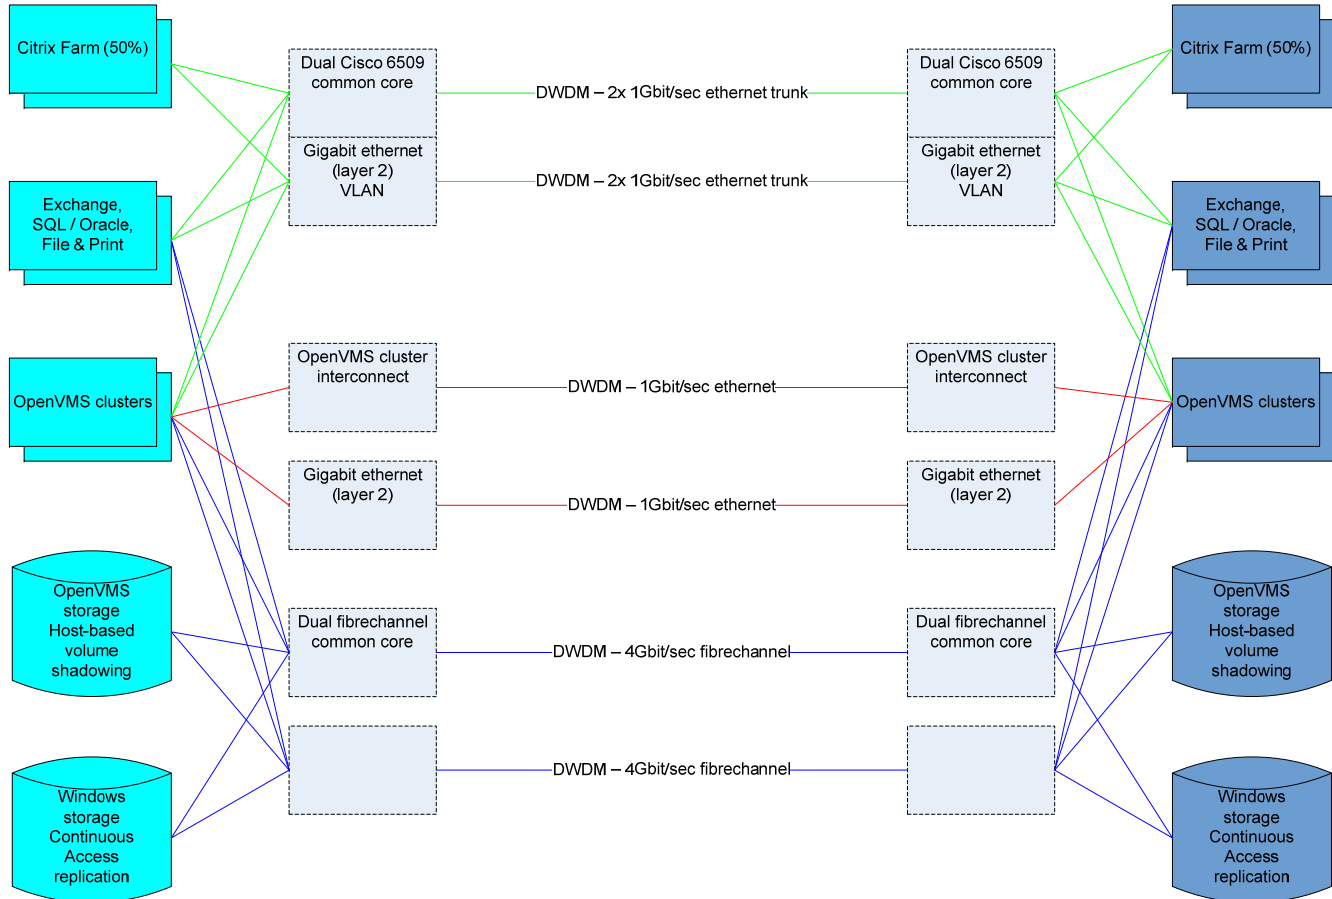 Citrix Farm (50%)
Dual Cisco 6509
common core
DWDM – 2x 1Gbit/sec ethernet trunk
Dual Cisco 6509
common core
Citrix Farm (50%)
Gigabit ethernet
(layer 2)
VLAN
DWDM – 2x 1Gbit/sec ethernet trunk
Gigabit ethernet
(layer 2)
VLAN
Exchange,
SQL / Oracle,
File & Print
Exchange,
SQL / Oracle,
File & Print
OpenVMS clusters
OpenVMS cluster
interconnect
DWDM – 1Gbit/sec ethernet
OpenVMS cluster
interconnect
OpenVMS clusters
Gigabit ethernet
(layer 2)
DWDM – 1Gbit/sec ethernet
Gigabit ethernet
(layer 2)
OpenVMS
storage
Host-based
volume
shadowing
Dual fibrechannel
common core
DWDM – 4Gbit/sec fibrechannel
Dual fibrechannel
common core
OpenVMS
storage
Host-based
volume
shadowing
DWDM – 4Gbit/sec fibrechannel
Windows
storage
Continuous
Access
replication
Windows
storage
Continuous
Access
replication